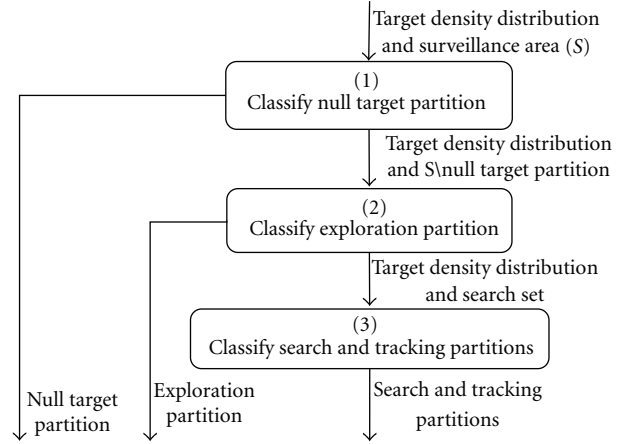 Target density distribution
and surveillance area (S)
(1)
Classify null target partition
Target density distribution
and S\null target partition
(2)
Classify exploration partition
Target density distribution
and search set
(3)
Classify search and tracking partitions
Null target
partition
Exploration
partition
Search and tracking
partitions